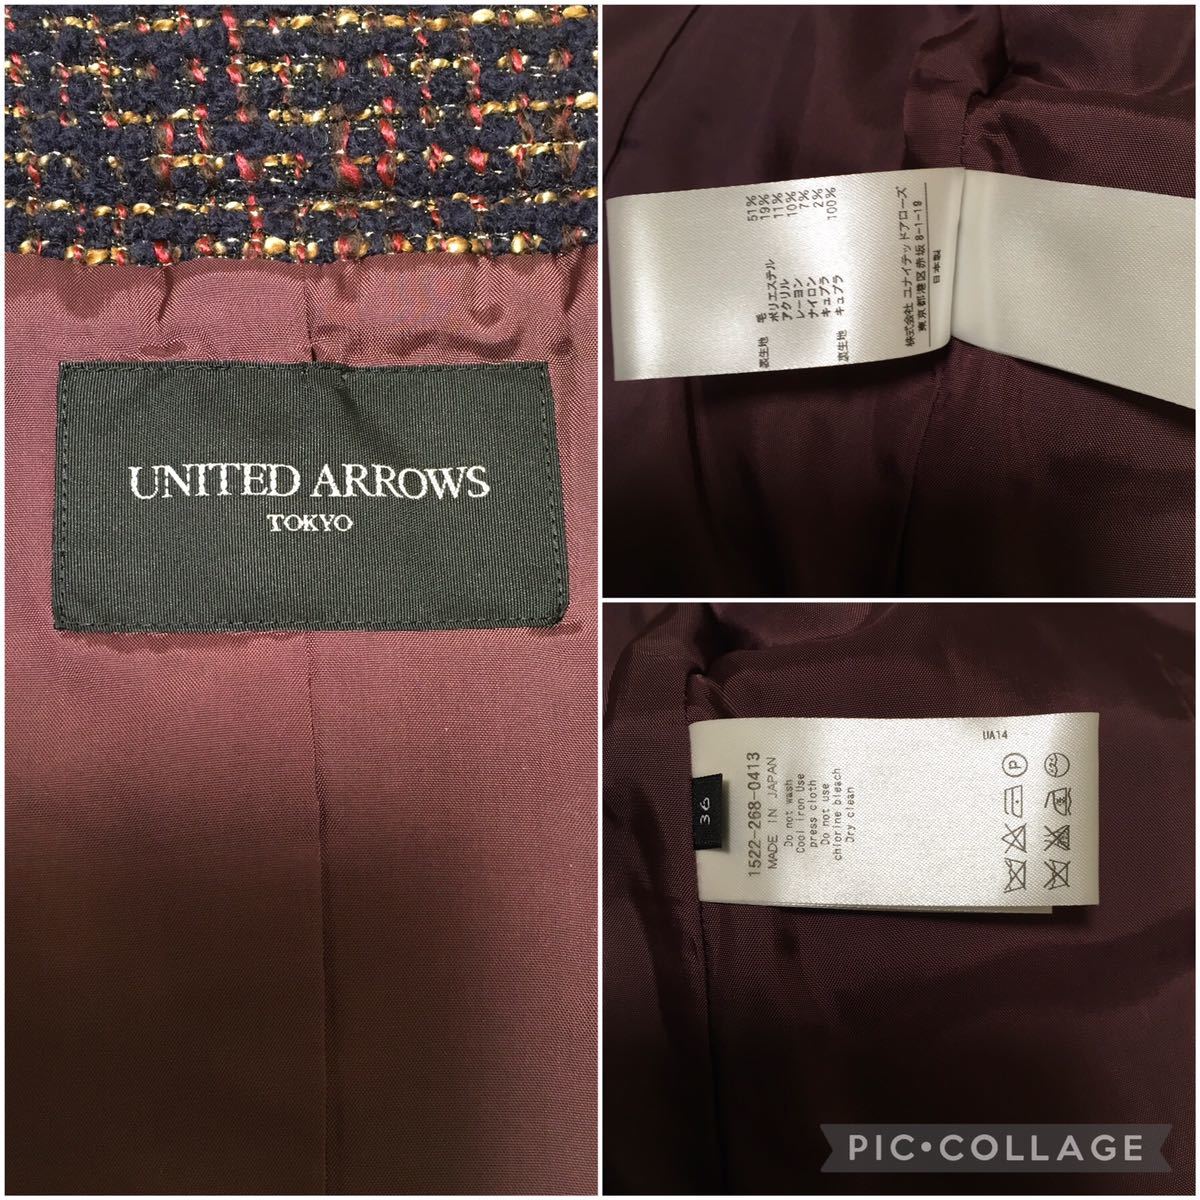 UNITED ARROWS
TOKYO
表生地 毛 51%
ポリエステル 19%
アクリル 11%
レーヨン 10%
ナイロン 7%
キュプラ 2%
裏生地 キュプラ 100%
株式会社 ユナイテッドアローズ
東京都港区赤坂 8-1-19
日本製
36
1522-268-0413
MADE IN JAPAN
Do not wash
Cool iron Use
press cloth
Do not use
chlorine bleach
Dry clean
UA14
P
PIC•COLLAGE